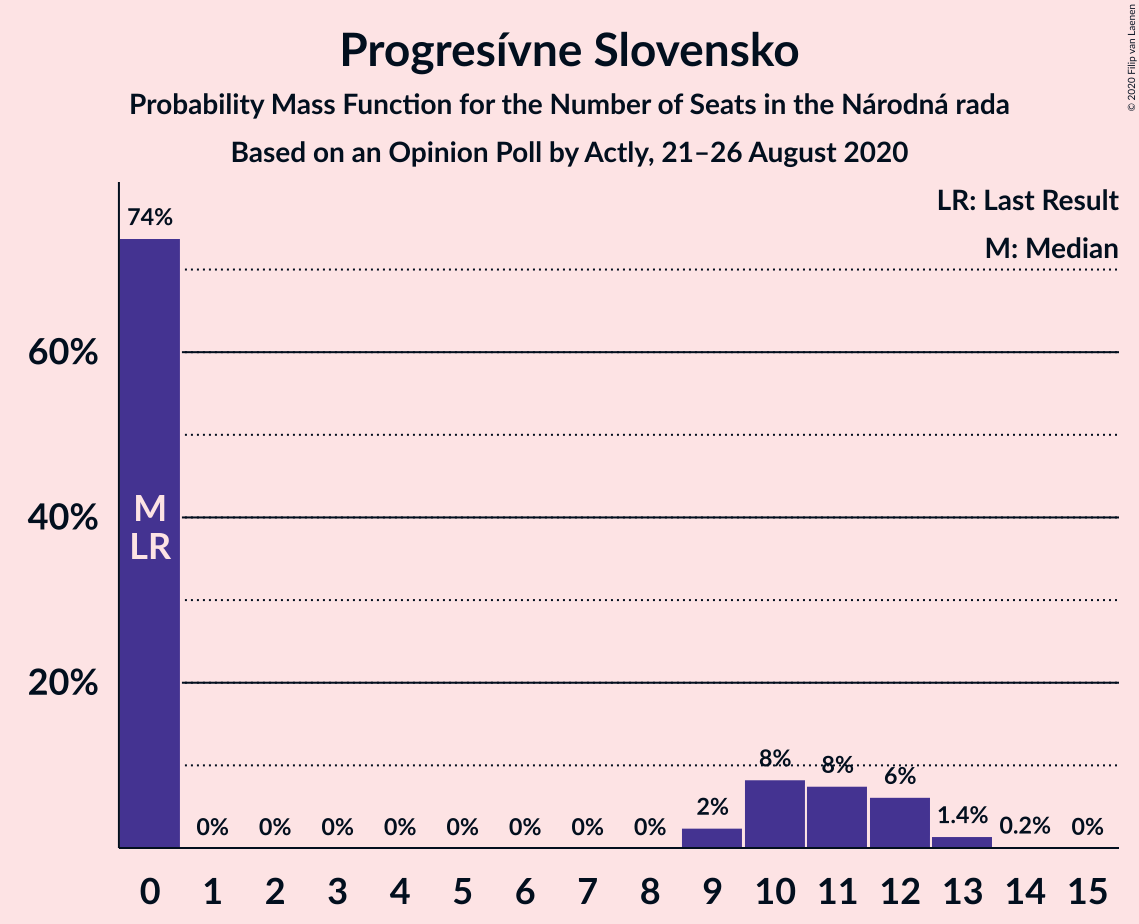 Progresívne Slovensko
Probability Mass Function for the Number of Seats in the Národná rada
Based on an Opinion Poll by Actly, 21–26 August 2020
© 2020 Filip van Laenen
LR: Last Result
M: Median
74%
60%
40%
20%
M
LR
0% 0% 0% 0% 0% 0% 0% 0% 2% 8% 8% 6% 1.4% 0.2% 0%
0 1 2 3 4 5 6 7 8 9 10 11 12 13 14 15